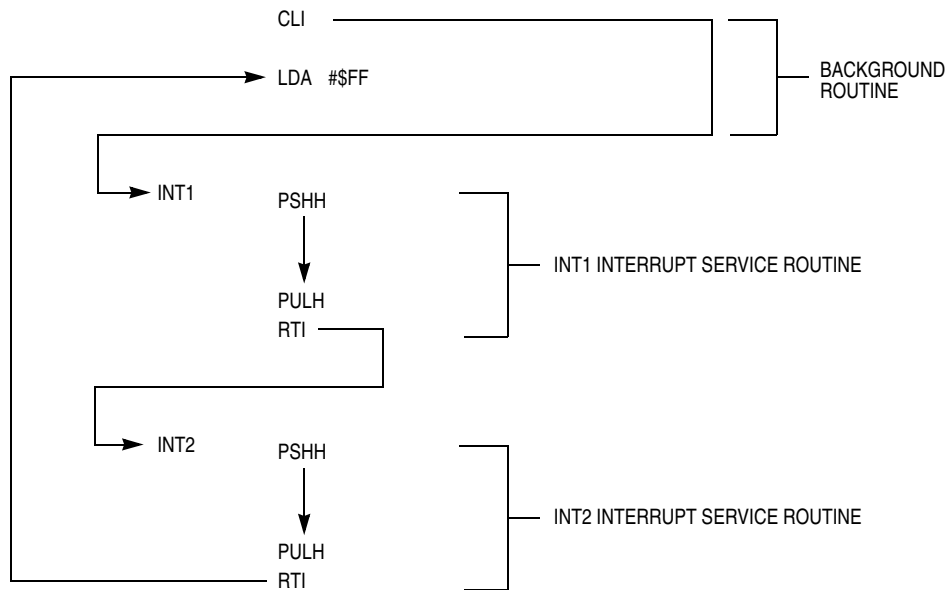 CLI
LDA #$FF
BACKGROUND
ROUTINE
INT1
PSHH
INT1 INTERRUPT SERVICE ROUTINE
PULH
RTI
INT2
PSHH
INT2 INTERRUPT SERVICE ROUTINE
PULH
RTI